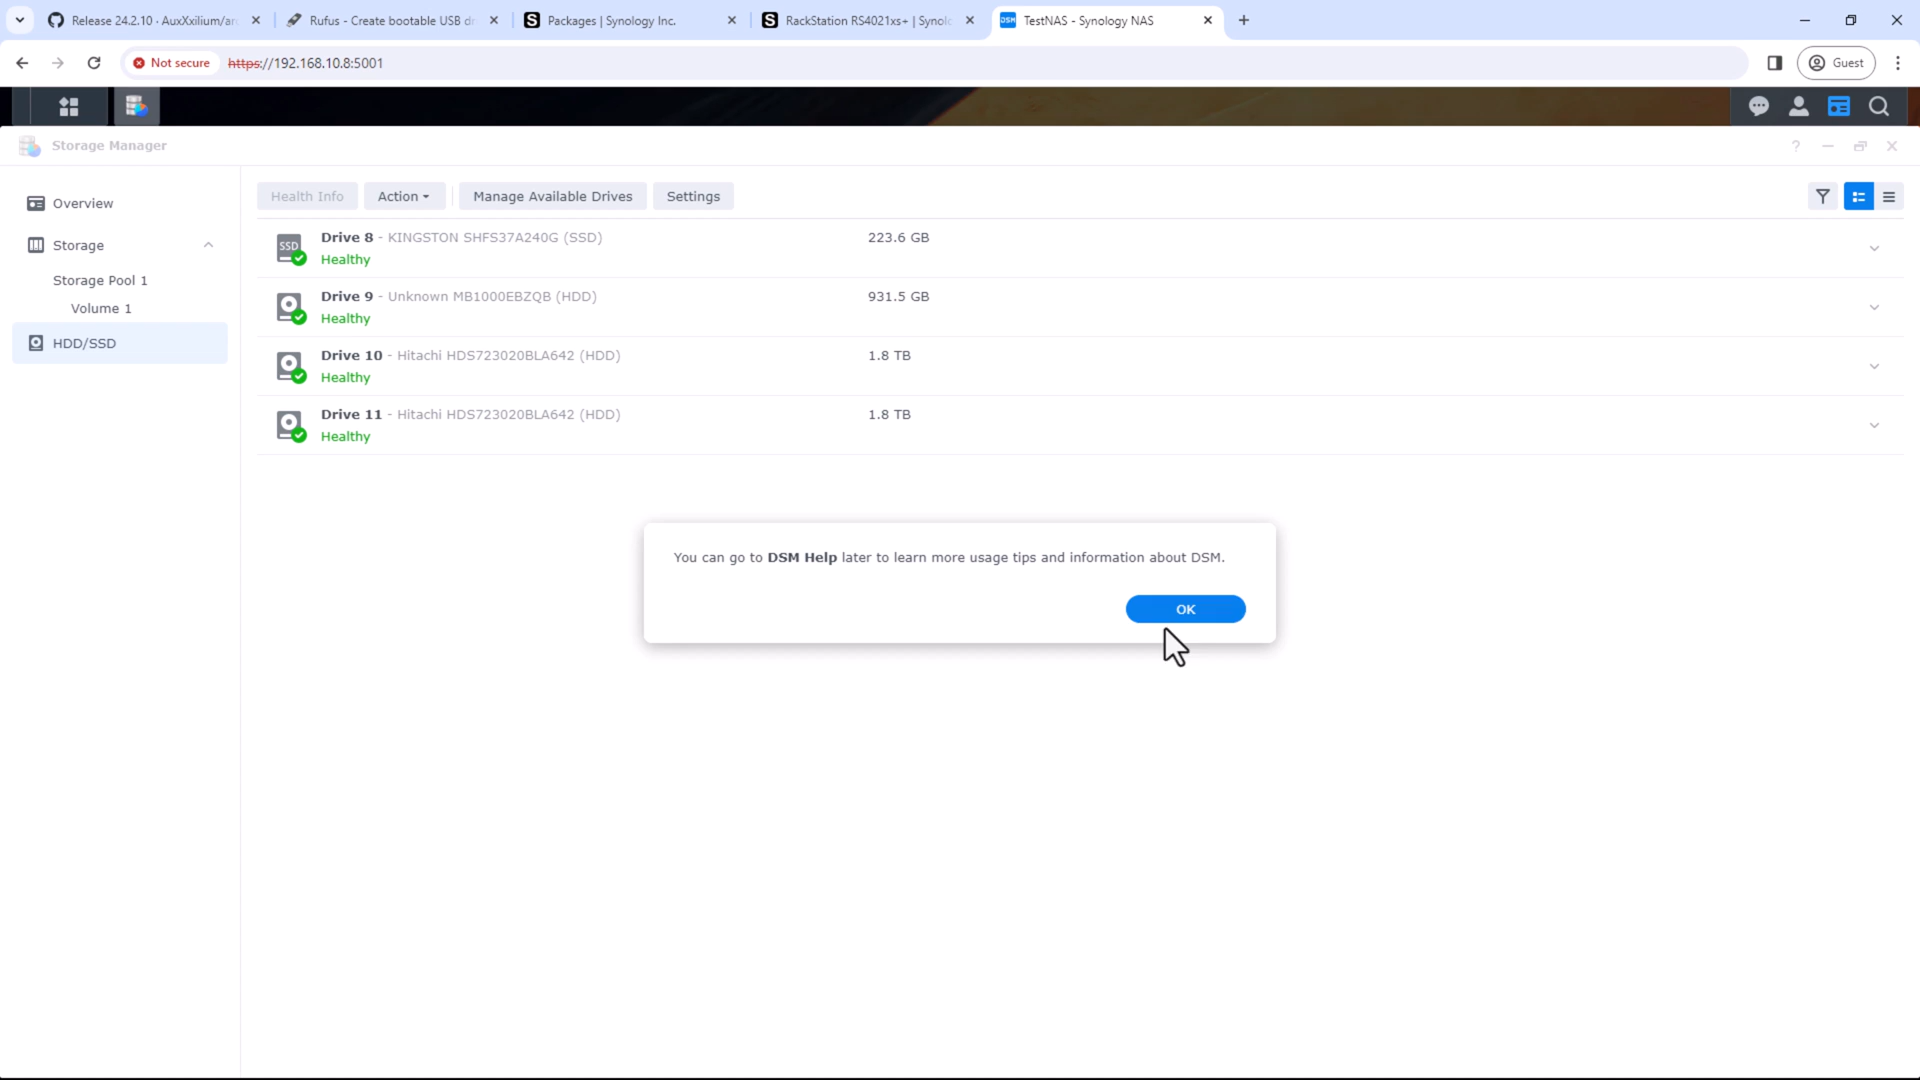 Release 24.2.10 · AuxXxilium/ar
Rufus - Create bootable USB dr
Packages | Synology Inc.
RackStation RS4021xs+ | Synolo
DSM
TestNAS - Synology NAS
Not secure
https://192.168.10.8:5001
Guest
Storage Manager
Overview
Storage
Storage Pool 1
Volume 1
HDD/SSD
Health Info
Action
Manage Available Drives
Settings
SSD
Drive 8 - KINGSTON SHFS37A240G (SSD)
223.6 GB
Healthy
Drive 9 - Unknown MB1000EBZQB (HDD)
931.5 GB
Healthy
Drive 10 - Hitachi HDS723020BLA642 (HDD)
1.8 TB
Healthy
Drive 11 - Hitachi HDS723020BLA642 (HDD)
1.8 TB
Healthy
You can go to DSM Help later to learn more usage tips and information about DSM.
OK